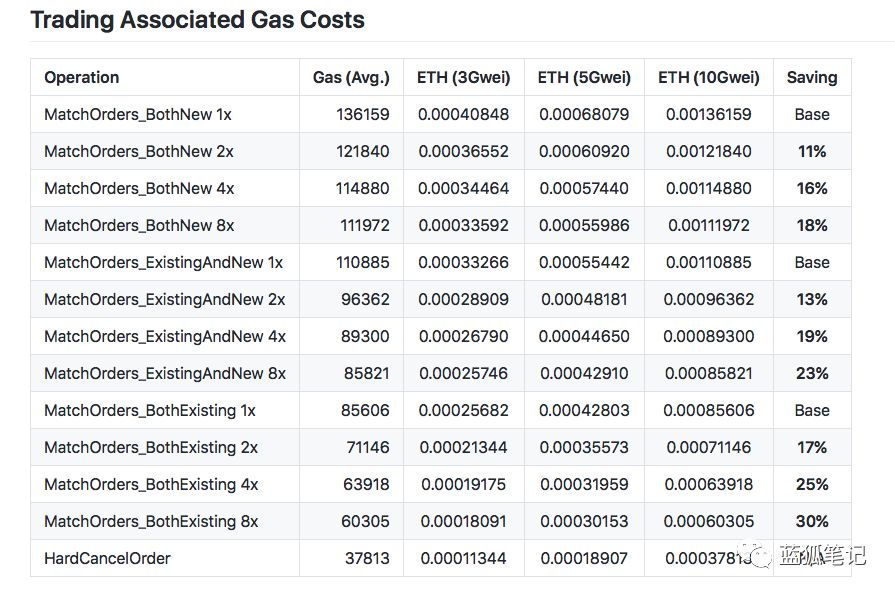 Trading Associated Gas Costs
Operation Gas (Avg.) ETH (3Gwei) ETH (5Gwei) ETH (10Gwei) Saving
MatchOrders_BothNew 1x 136159 0.00040848 0.00068079 0.00136159 Base
MatchOrders_BothNew 2x 121840 0.00036552 0.00060920 0.00121840 11%
MatchOrders_BothNew 4x 114880 0.00034464 0.00057440 0.00114880 16%
MatchOrders_BothNew 8x 111972 0.00033592 0.00055986 0.00111972 18%
MatchOrders_ExistingAndNew 1x 110885 0.00033266 0.00055442 0.00110885 Base
MatchOrders_ExistingAndNew 2x 96362 0.00028909 0.00048181 0.00096362 13%
MatchOrders_ExistingAndNew 4x 89300 0.00026790 0.00044650 0.00089300 19%
MatchOrders_ExistingAndNew 8x 85821 0.00025746 0.00042910 0.00085821 23%
MatchOrders_BothExisting 1x 85606 0.00025682 0.00042803 0.00085606 Base
MatchOrders_BothExisting 2x 71146 0.00021344 0.00035573 0.00071146 17%
MatchOrders_BothExisting 4x 63918 0.00019175 0.00031959 0.00063918 25%
MatchOrders_BothExisting 8x 60305 0.00018091 0.00030153 0.00060305 30%
HardCancelOrder 37813 0.00011344 0.00018907
蓝狐笔记